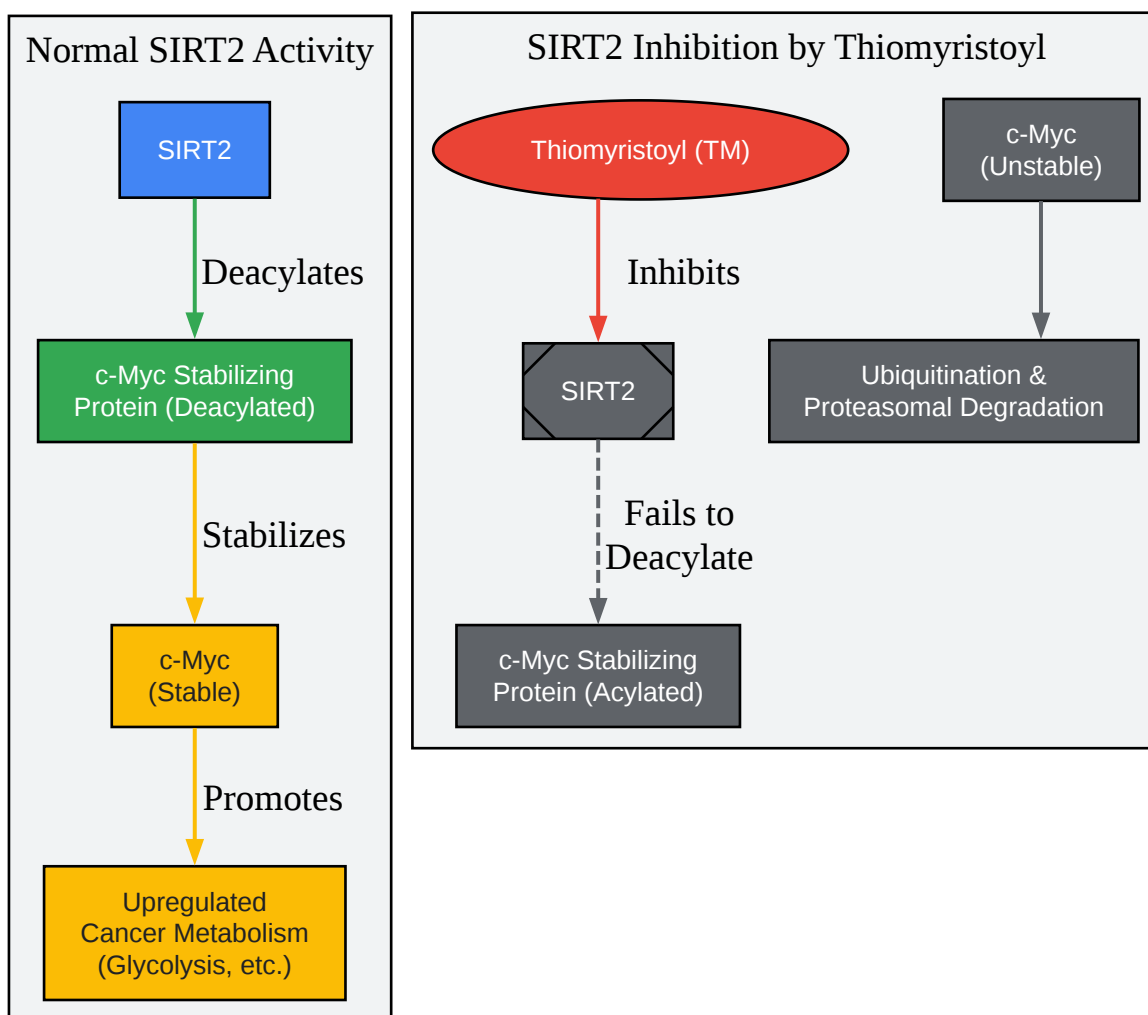 Normal SIRT2 Activity
SIRT2
Deacylates
c-Myc Stabilizing
Protein (Deacylated)
Stabilizes
c-Myc
(Stable)
Promotes
Upregulated
Cancer Metabolism
(Glycolysis, etc.)
SIRT2 Inhibition by Thiomyristoyl
Thiomyristoyl (TM)
Inhibits
SIRT2
Fails to
Deacylate
c-Myc Stabilizing
Protein (Acylated)
c-Myc
(Unstable)
Ubiquitination &
Proteasomal Degradation